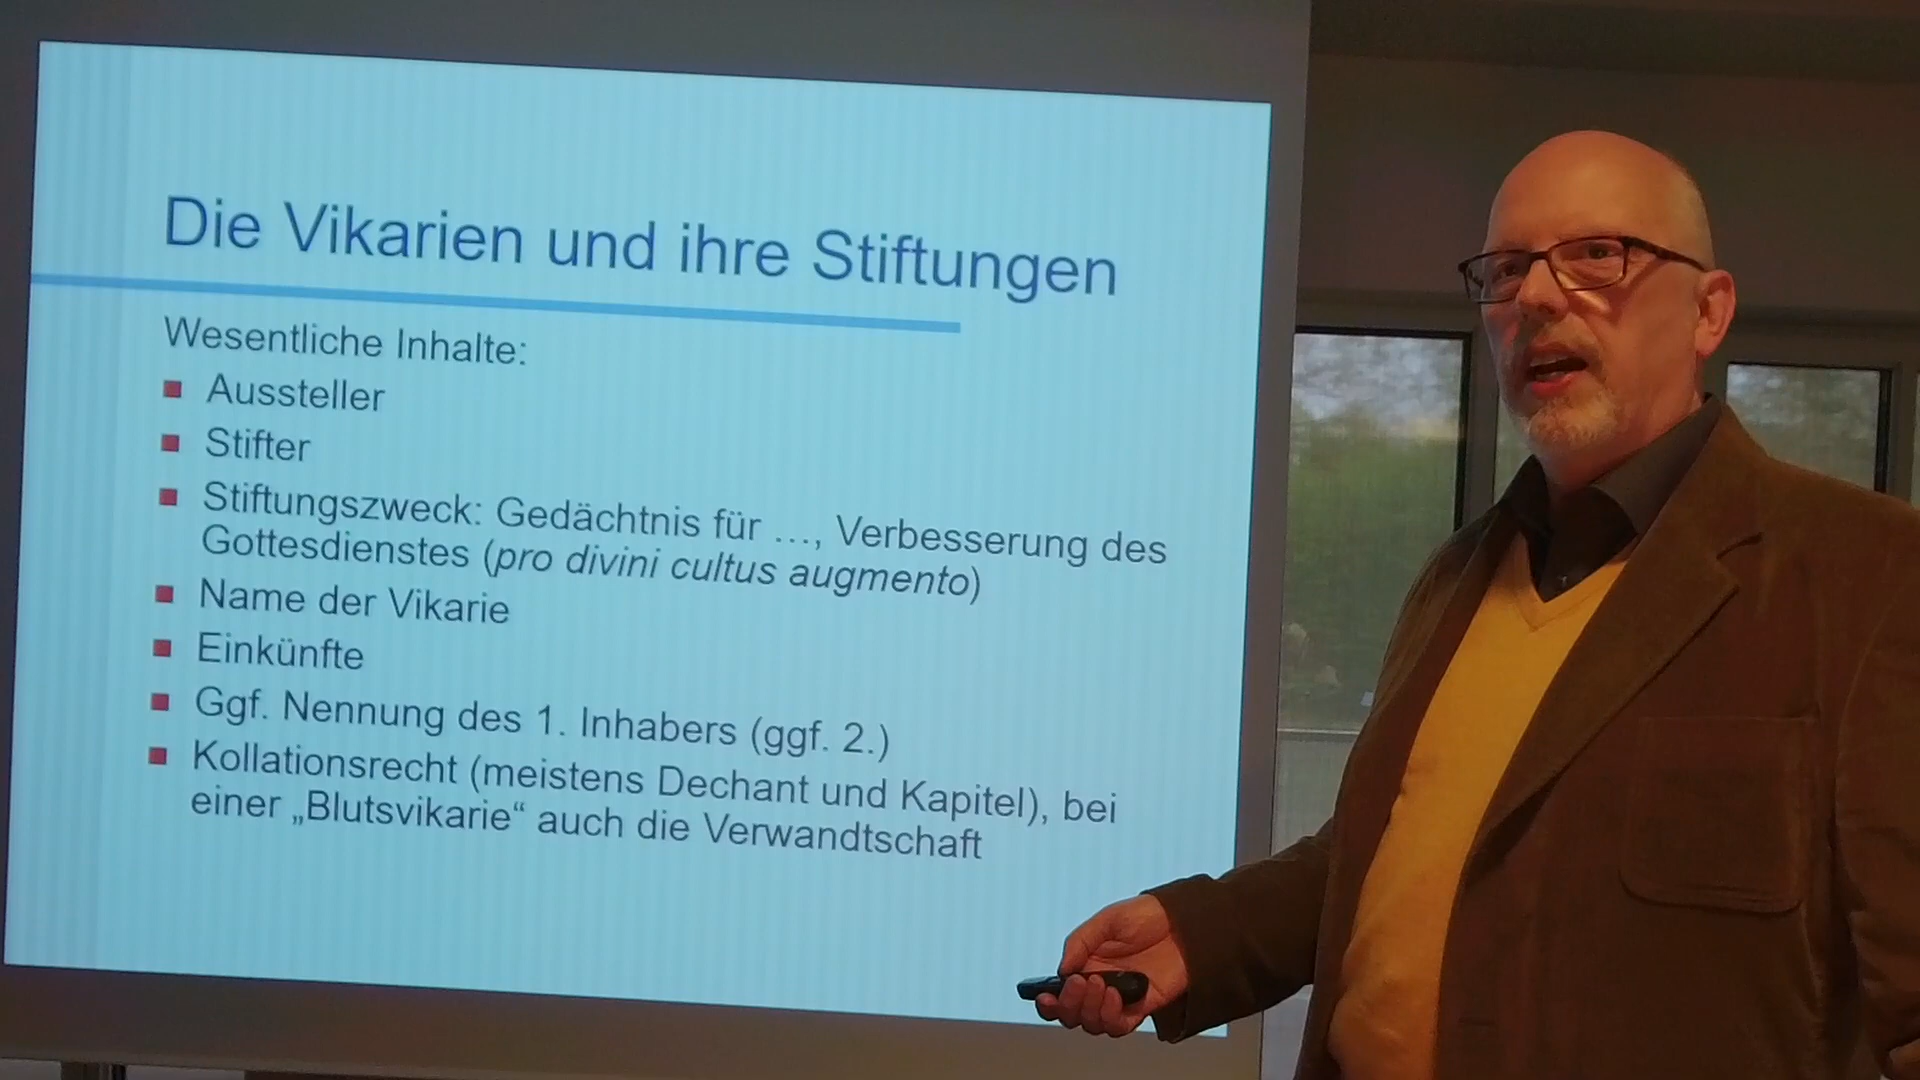 Die Vikarien und ihre Stiftungen
Wesentliche Inhalte:
Aussteller
Stifter
Stiftungszweck: Gedächtnis für …, Verbesserung des
Gottesdienstes (pro divini cultus augmento)
Name der Vikarie
Einkünfte
Ggf. Nennung des 1. Inhabers (ggf. 2.)
Kollationsrecht (meistens Dechant und Kapitel), bei
einer „Blutsvikarie“ auch die Verwandtschaft